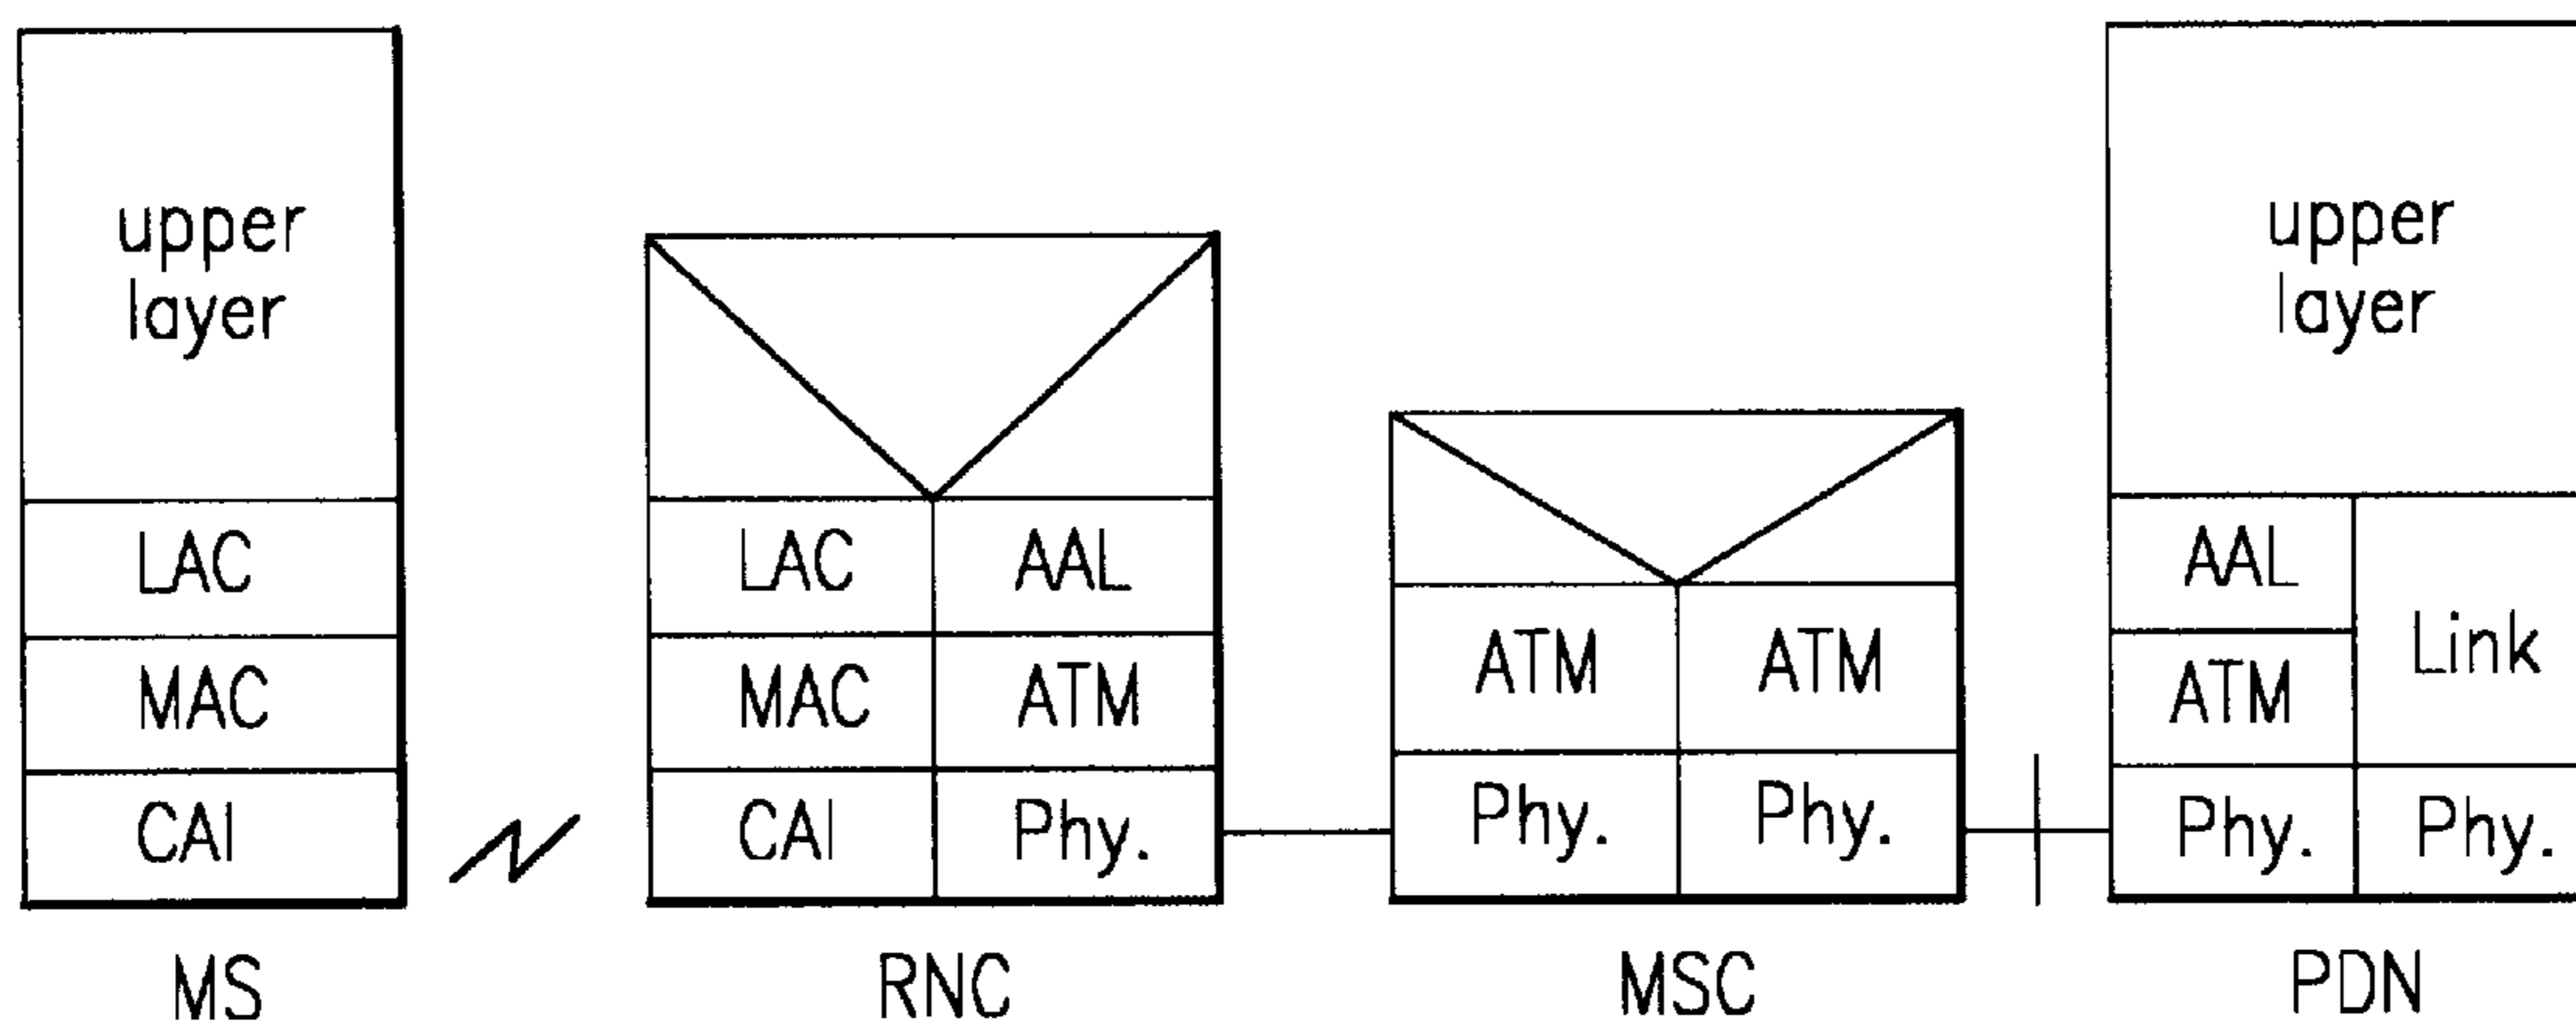 upper
layer
LAC
MAC
CAI
MS
LAC AAL
MAC ATM
CAI Phy.
RNC
ATM ATM
Phy. Phy.
MSC
upper
layer
AAL
Link
ATM
Phy. Phy.
PDN